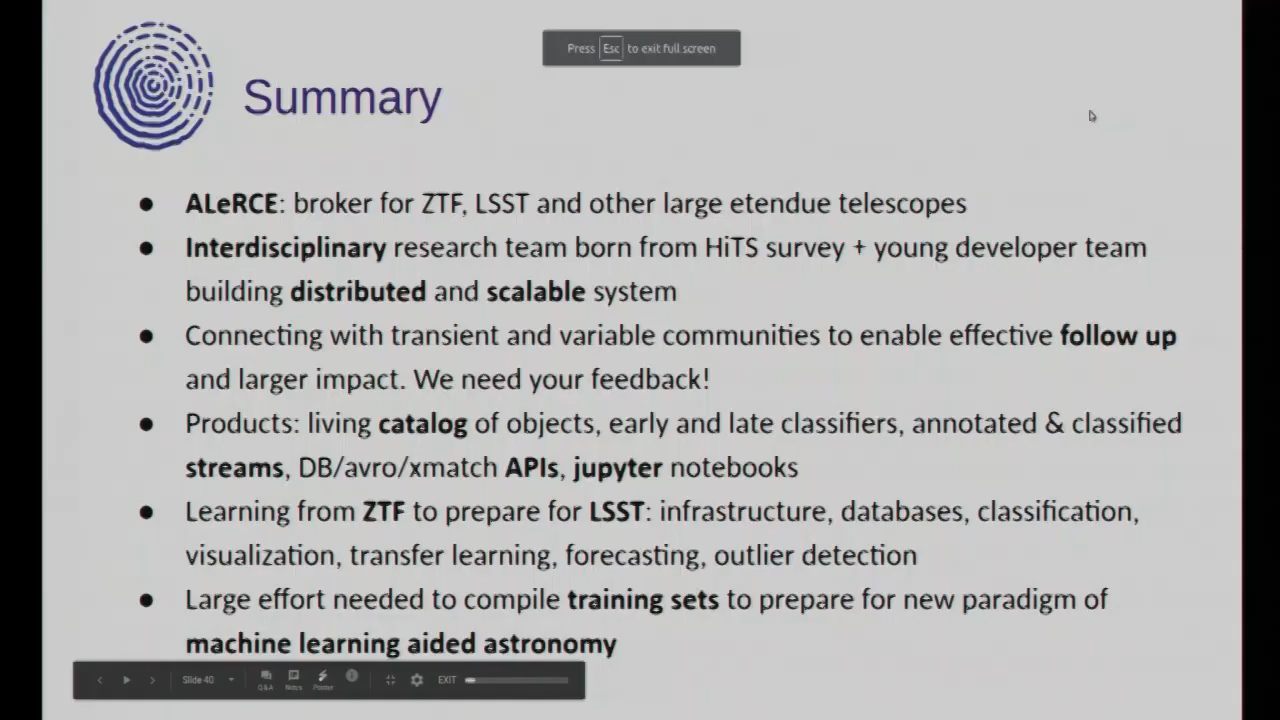 Press Esc to exit full screen
Summary
● ALeRCE: broker for ZTF, LSST and other large etendue telescopes
● Interdisciplinary research team born from HiTS survey + young developer team
building distributed and scalable system
● Connecting with transient and variable communities to enable effective follow up
and larger impact. We need your feedback!
● Products: living catalog of objects, early and late classifiers, annotated & classified
streams, DB/avro/xmatch APIs, jupyter notebooks
● Learning from ZTF to prepare for LSST: infrastructure, databases, classification,
visualization, transfer learning, forecasting, outlier detection
● Large effort needed to compile training sets to prepare for new paradigm of
machine learning aided astronomy
Slide 40
Q&A Notes Pointer
EXIT